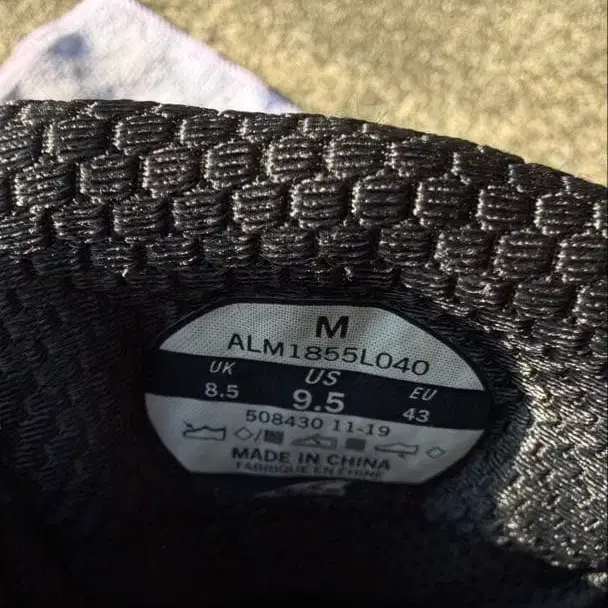 M
ALM1855L040
UK US EU
8.5 9.5 43
508430 11-19
MADE IN CHINA
FABRIQUE EN CHINE